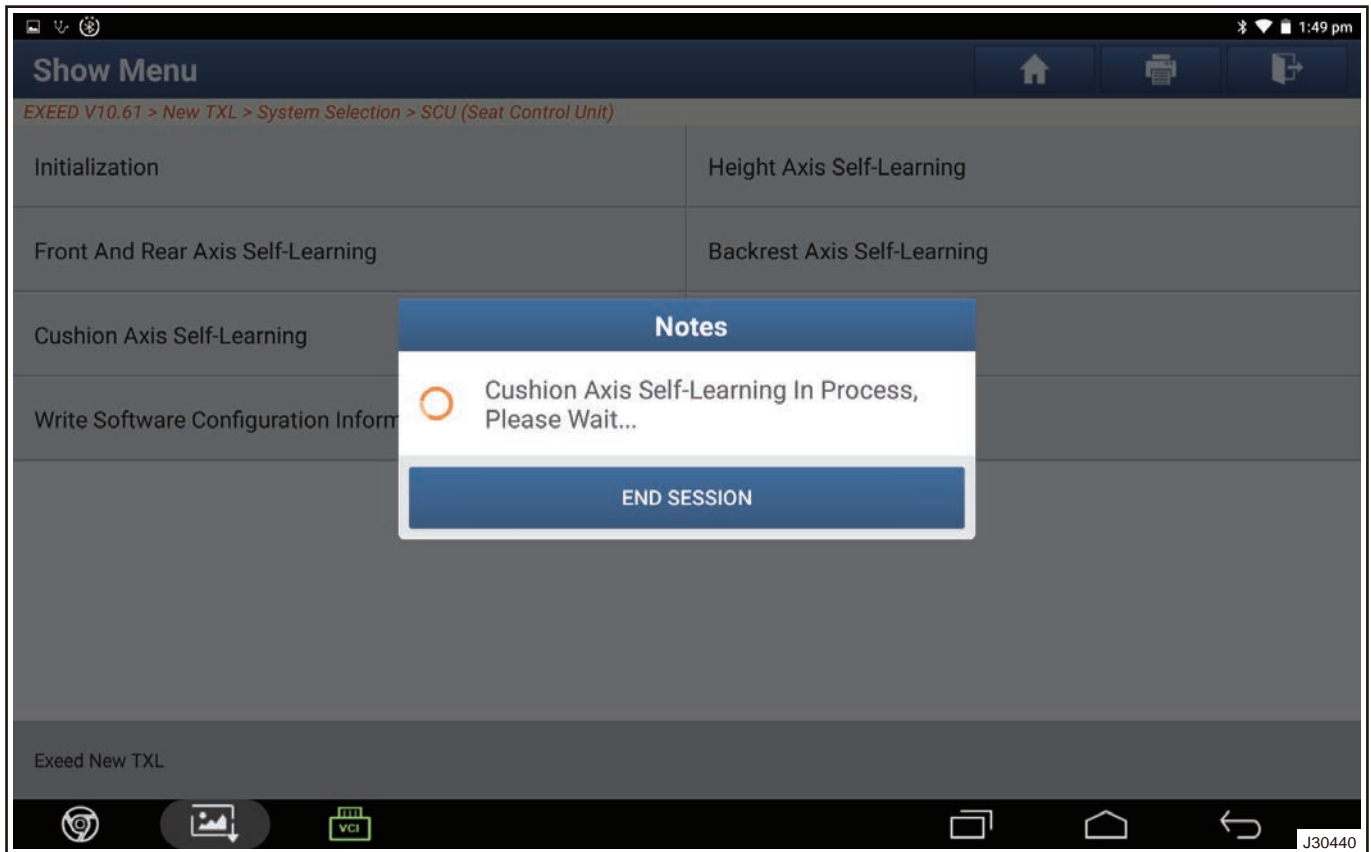 1:49 pm
Show Menu
EXEED V10.61 > New TXL > System Selection > SCU (Seat Control Unit)
Initialization
Height Axis Self-Learning
Front And Rear Axis Self-Learning
Backrest Axis Self-Learning
Cushion Axis Self-Learning
Write Software Configuration Inform
Notes
Cushion Axis Self-Learning In Process,
Please Wait...
END SESSION
Exeed New TXL
VCI
J30440